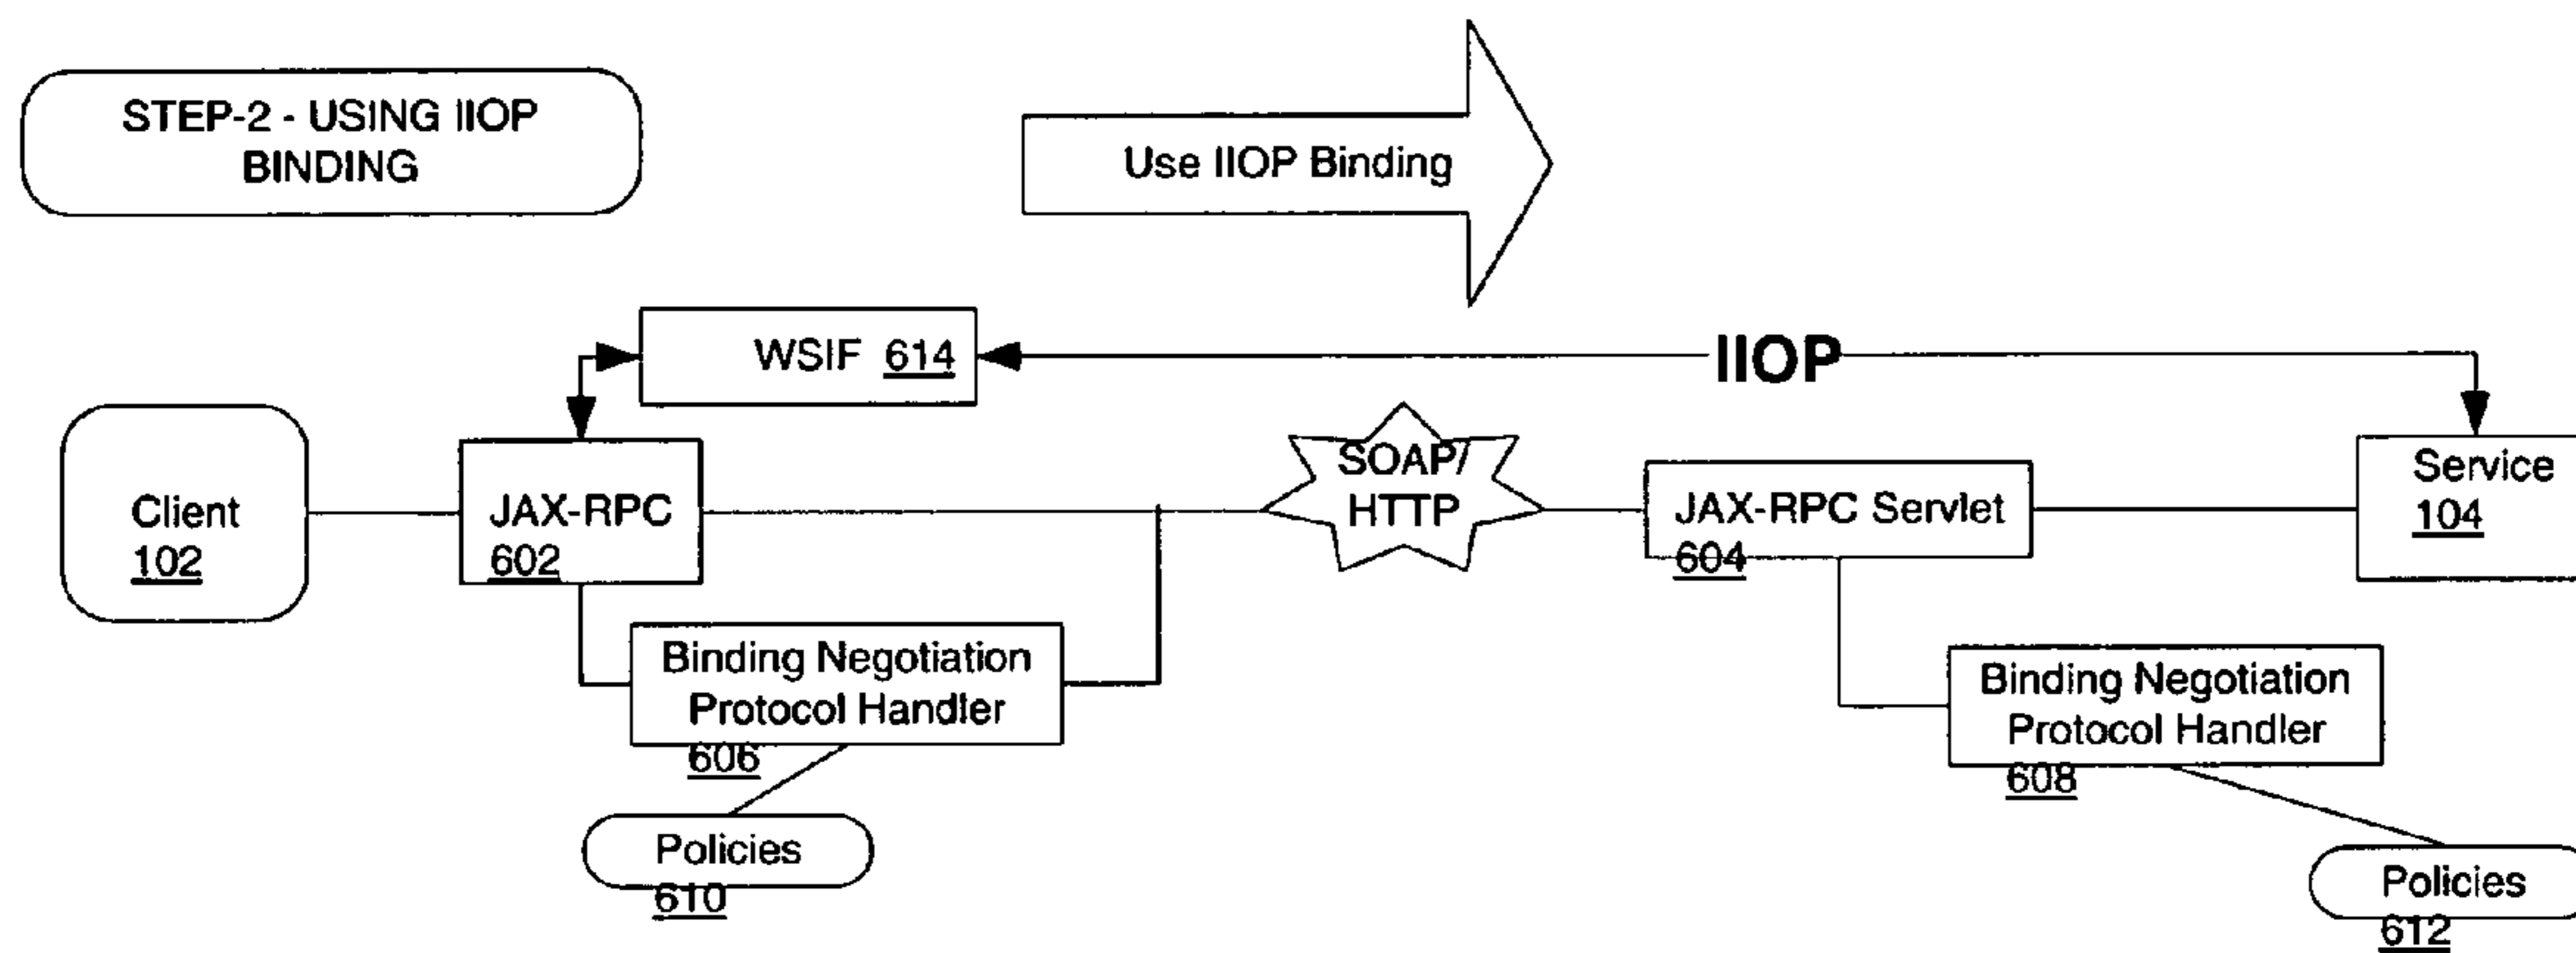 STEP-2 - USING IIOP
BINDING
Use IIOP Binding
WSIF 614
IIOP
Client
102
JAX-RPC
602
SOAP/
HTTP
JAX-RPC Servlet
604
Service
104
Binding Negotiation
Protocol Handler
606
Binding Negotiation
Protocol Handler
608
Policies
610
Policies
612